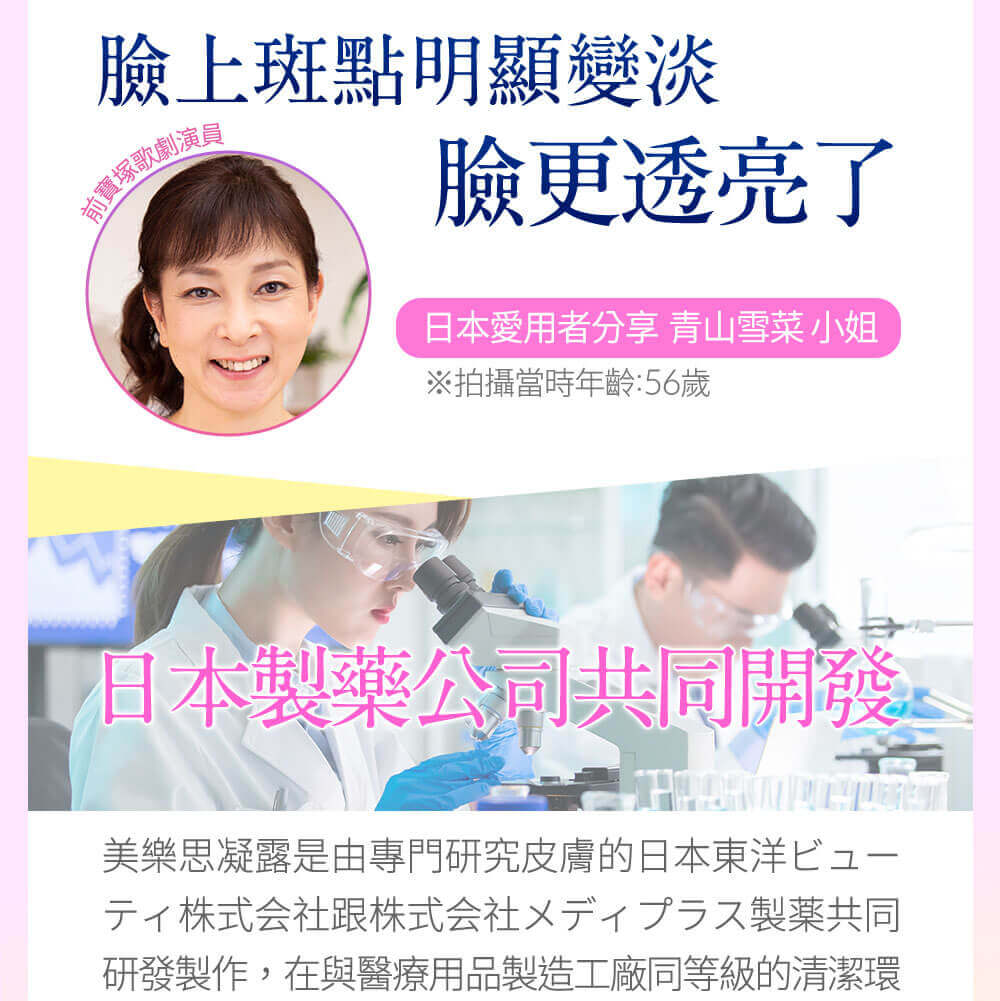 臉上斑點明顯變淡
臉更透亮了
前寶塚歌劇演員
日本愛用者分享 青山雪菜 小姐
※拍攝當時年齡:56歲
日本製藥公司共同開發
美樂思凝露是由專門研究皮膚的日本東洋ビュー
ティ株式会社跟株式会社メディプラス製薬共同
研發製作，在與醫療用品製造工廠同等級的清潔環